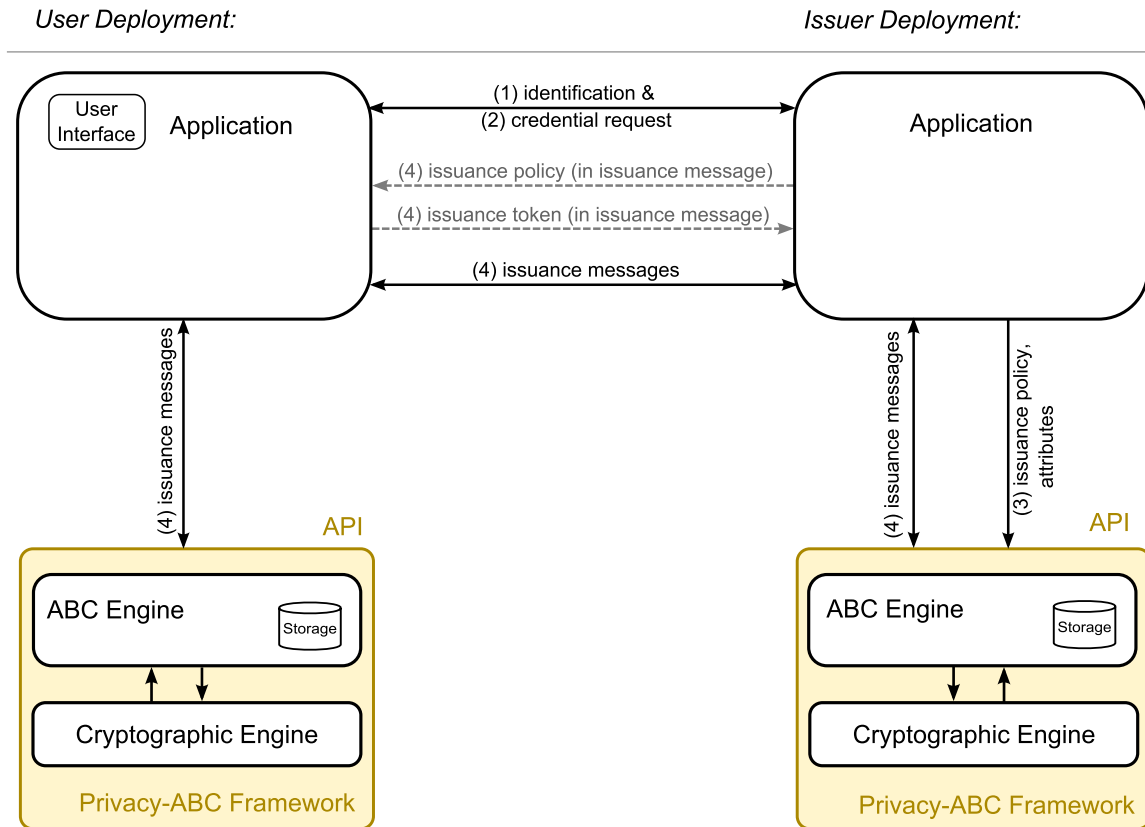 User Deployment:
Issuer Deployment:
User
Interface
Application
(1) identification &
(2) credential request
Application
(4) issuance policy (in issuance message)
(4) issuance token (in issuance message)
(4) issuance messages
(4) issuance messages
(4) issuance messages
(3) issuance policy,
attributes
API
API
ABC Engine
Storage
Cryptographic Engine
Privacy-ABC Framework
ABC Engine
Storage
Cryptographic Engine
Privacy-ABC Framework